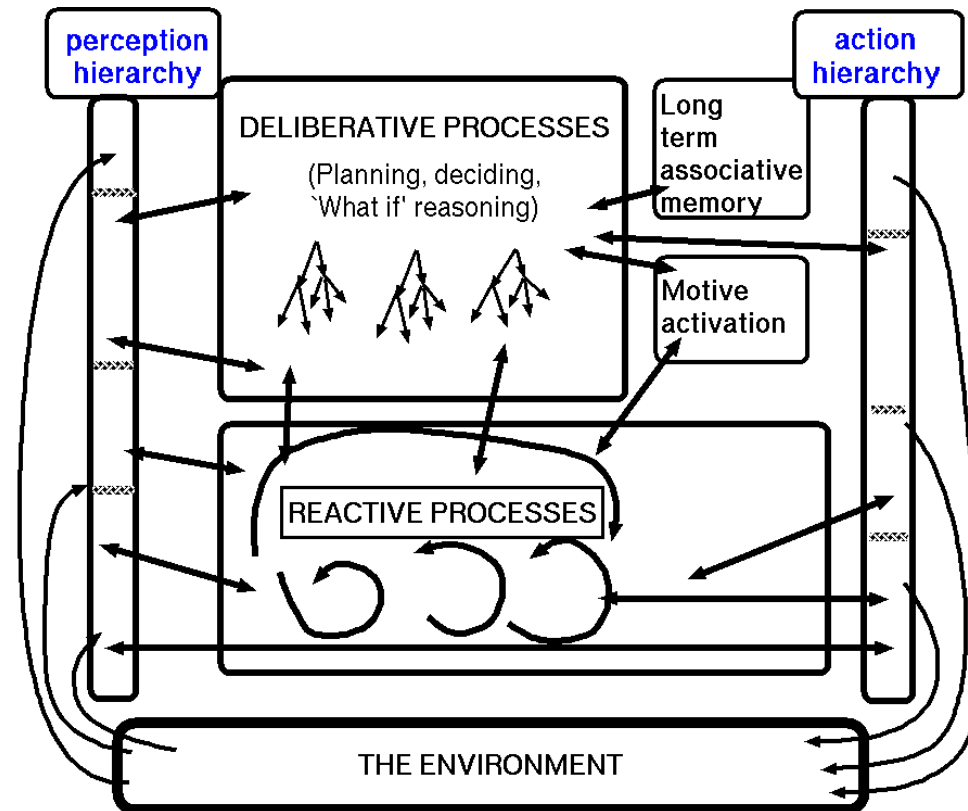 perception
hierarchy
action
hierarchy
DELIBERATIVE PROCESSES
(Planning, deciding,
`What if' reasoning)
Long
term
associative
memory
Motive
activation
REACTIVE PROCESSES
THE ENVIRONMENT